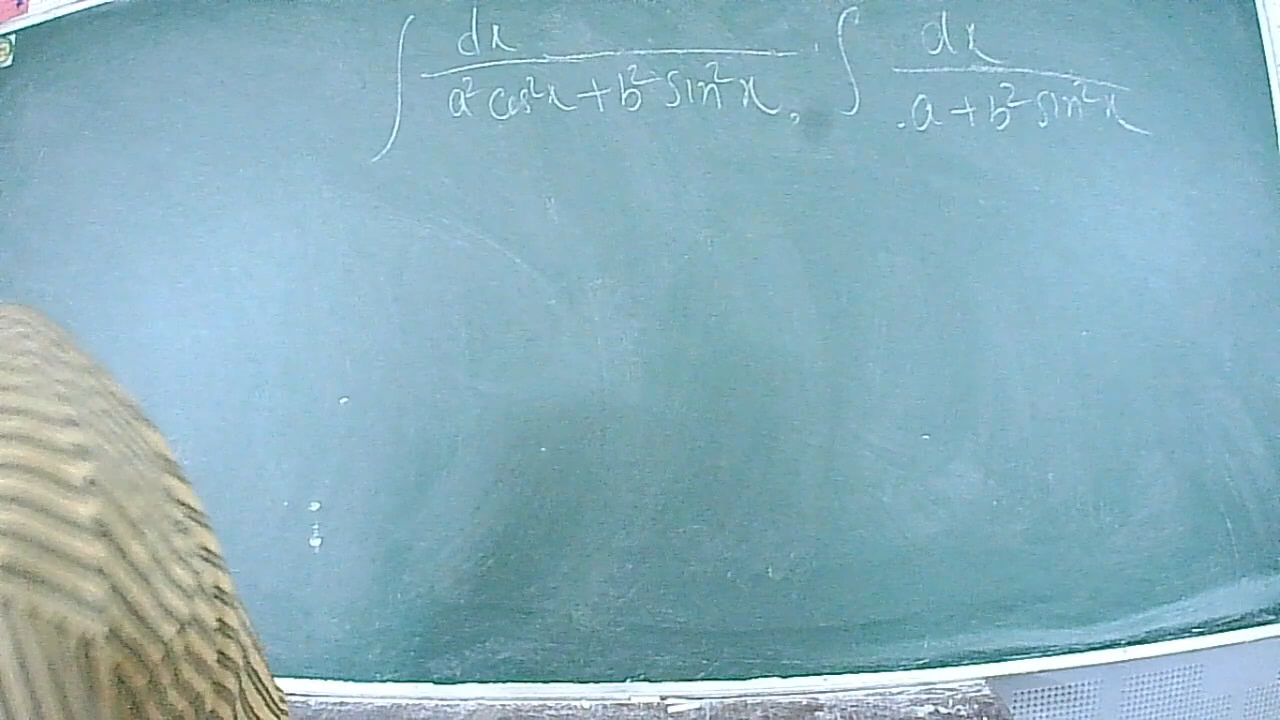 ∫ dx / (a² cos²x + b² sin²x), ∫ dx / (a + b² sin²x)